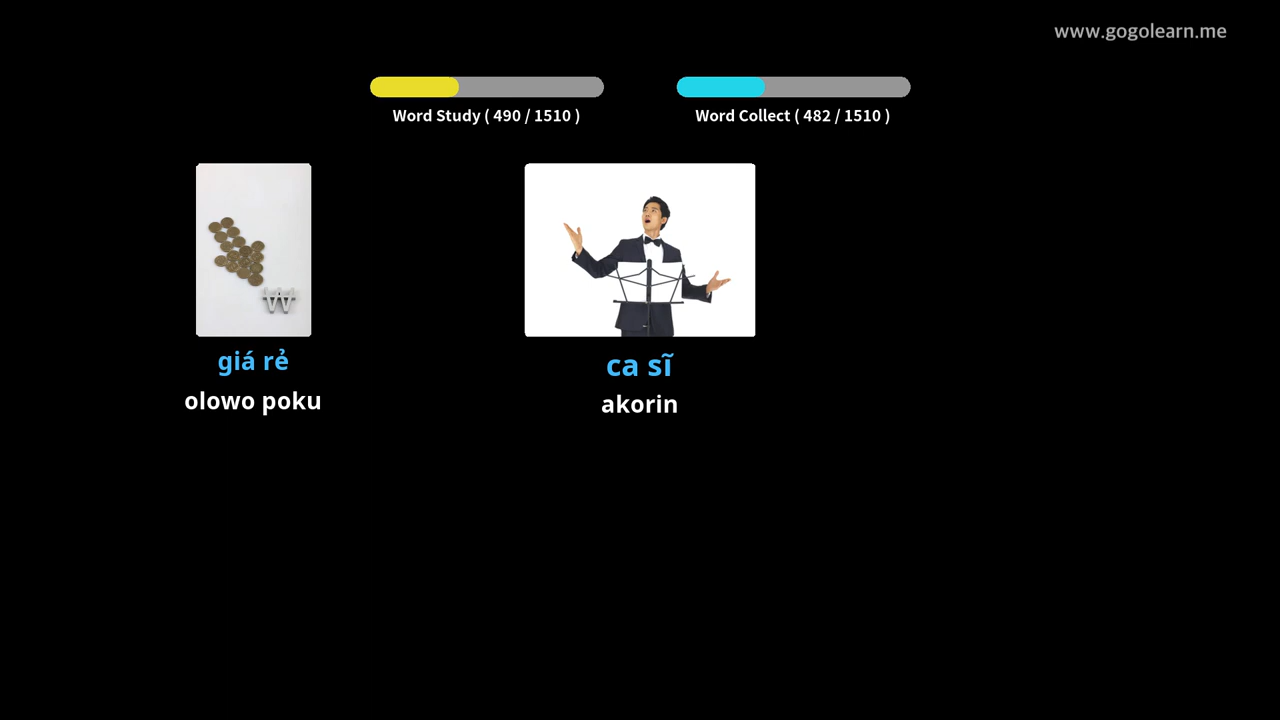 www.gogolearn.me
Word Study ( 490 / 1510 )
Word Collect ( 482 / 1510 )
₩
giá rẻ
olowo poku
ca sĩ
akorin